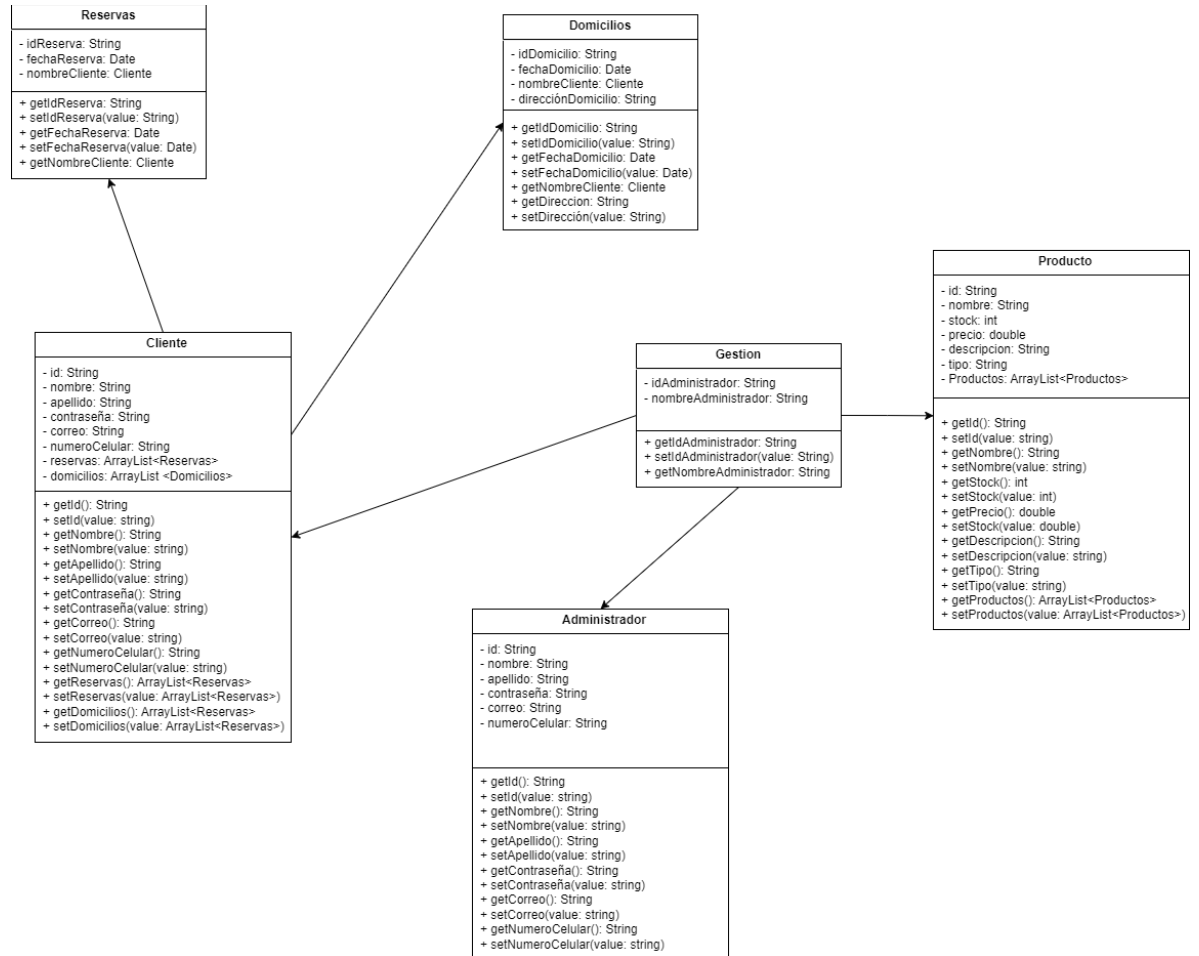 Reservas
- idReserva: String
- fechaReserva: Date
- nombreCliente: Cliente
+ getIdReserva: String
+ setIdReserva(value: String)
+ getFechaReserva: Date
+ setFechaReserva(value: Date)
+ getNombreCliente: Cliente
Domicilios
- idDomicilio: String
- fechaDomicilio: Date
- nombreCliente: Cliente
- direcciónDomicilio: String
+ getIdDomicilio: String
+ setIdDomicilio(value: String)
+ getFechaDomicilio: Date
+ setFechaDomicilio(value: Date)
+ getNombreCliente: Cliente
+ getDireccion: String
+ setDirección(value: String)
Producto
- id: String
- nombre: String
- stock: int
- precio: double
- descripcion: String
- tipo: String
- Productos: ArrayList<Productos>
+ getId(): String
+ setId(value: string)
+ getNombre(): String
+ setNombre(value: string)
+ getStock(): int
+ setStock(value: int)
+ getPrecio(): double
+ setStock(value: double)
+ getDescripcion(): String
+ setDescripcion(value: string)
+ getTipo(): String
+ setTipo(value: string)
+ getProductos(): ArrayList<Productos>
+ setProductos(value: ArrayList<Productos>)
Cliente
- id: String
- nombre: String
- apellido: String
- contraseña: String
- correo: String
- numeroCelular: String
- reservas: ArrayList<Reservas>
- domicilios: ArrayList <Domicilios>
+ getId(): String
+ setId(value: string)
+ getNombre(): String
+ setNombre(value: string)
+ getApellido(): String
+ setApellido(value: string)
+ getContraseña(): String
+ setContraseña(value: string)
+ getCorreo(): String
+ setCorreo(value: string)
+ getNumeroCelular(): String
+ setNumeroCelular(value: string)
+ getReservas(): ArrayList<Reservas>
+ setReservas(value: ArrayList<Reservas>)
+ getDomicilios(): ArrayList<Reservas>
+ setDomicilios(value: ArrayList<Reservas>)
Gestion
- idAdministrador: String
- nombreAdministrador: String
+ getIdAdministrador: String
+ setIdAdministrador(value: String)
+ getNombreAdministrador: String
Administrador
- id: String
- nombre: String
- apellido: String
- contraseña: String
- correo: String
- numeroCelular: String
+ getId(): String
+ setId(value: string)
+ getNombre(): String
+ setNombre(value: string)
+ getApellido(): String
+ setApellido(value: string)
+ getContraseña(): String
+ setContraseña(value: string)
+ getCorreo(): String
+ setCorreo(value: string)
+ getNumeroCelular(): String
+ setNumeroCelular(value: string)